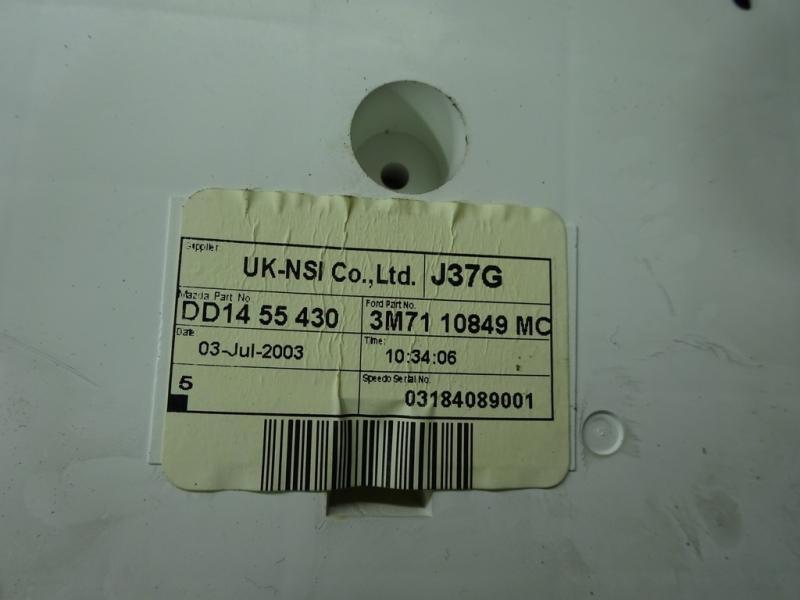 Supplier
UK-NSI Co.,Ltd. J37G
Mazda Part No Ford Part No.
DD14 55 430 3M71 10849 MC
Date Time:
03-Jul-2003 10:34:06
5 Speedo Serial No.
03184089001